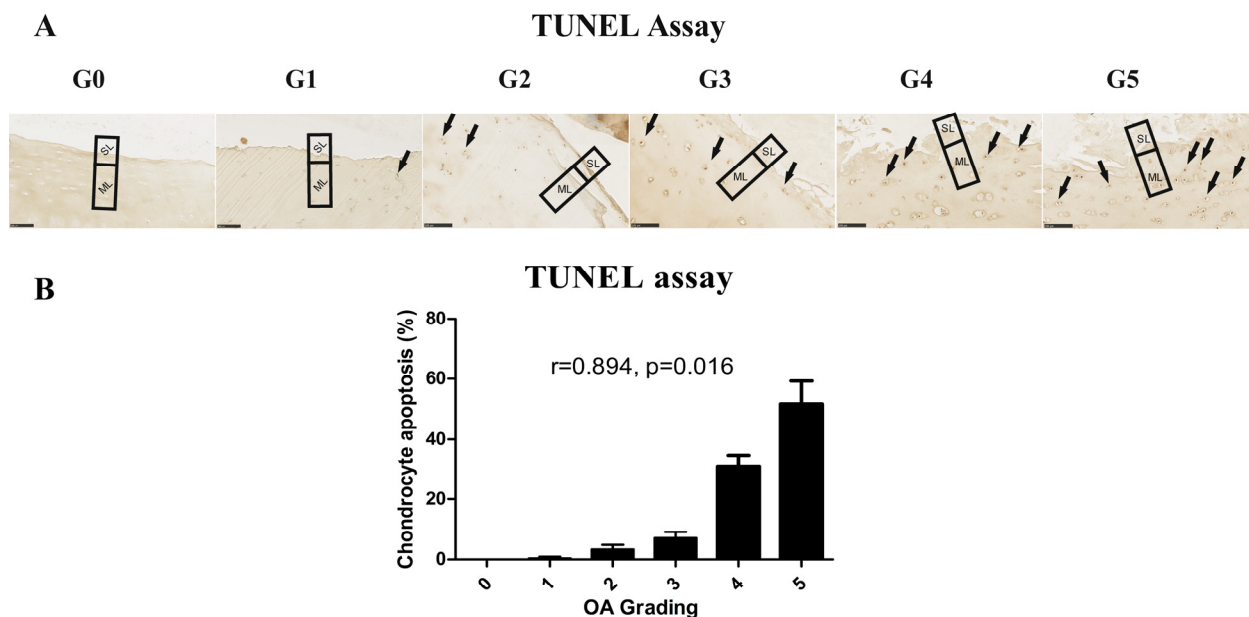 A
TUNEL Assay
G0 G1 G2 G3 G4 G5
SL ML
SL ML
SL ML
SL ML
SL ML
SL ML
B
TUNEL assay
r=0.894, p=0.016
Chondrocyte apoptosis (%)
80
60
40
20
0
0 1 2 3 4 5
OA Grading